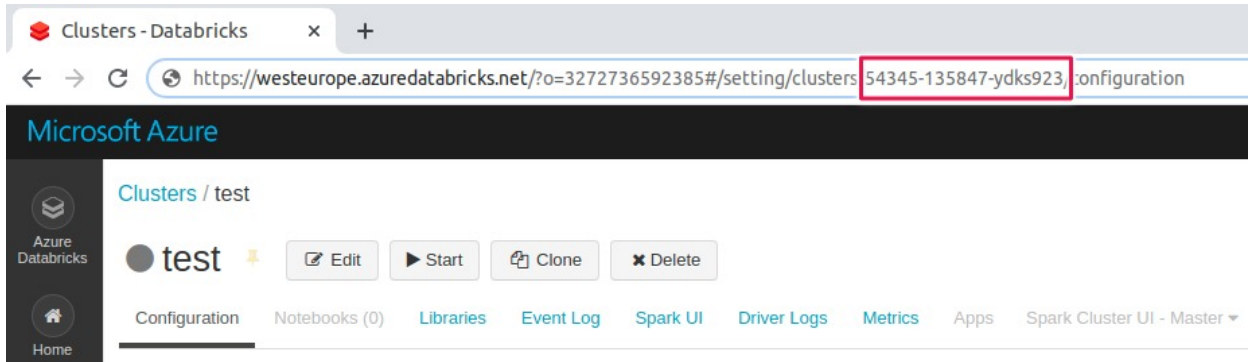 Clusters - Databricks × +
https://westeurope.azuredatabricks.net/?o=3272736592385#/setting/clusters 54345-135847-ydks923/ configuration
Microsoft Azure
Clusters / test
Azure
Databricks
test Edit Start Clone Delete
Configuration Notebooks (0) Libraries Event Log Spark UI Driver Logs Metrics Apps Spark Cluster UI - Master
Home